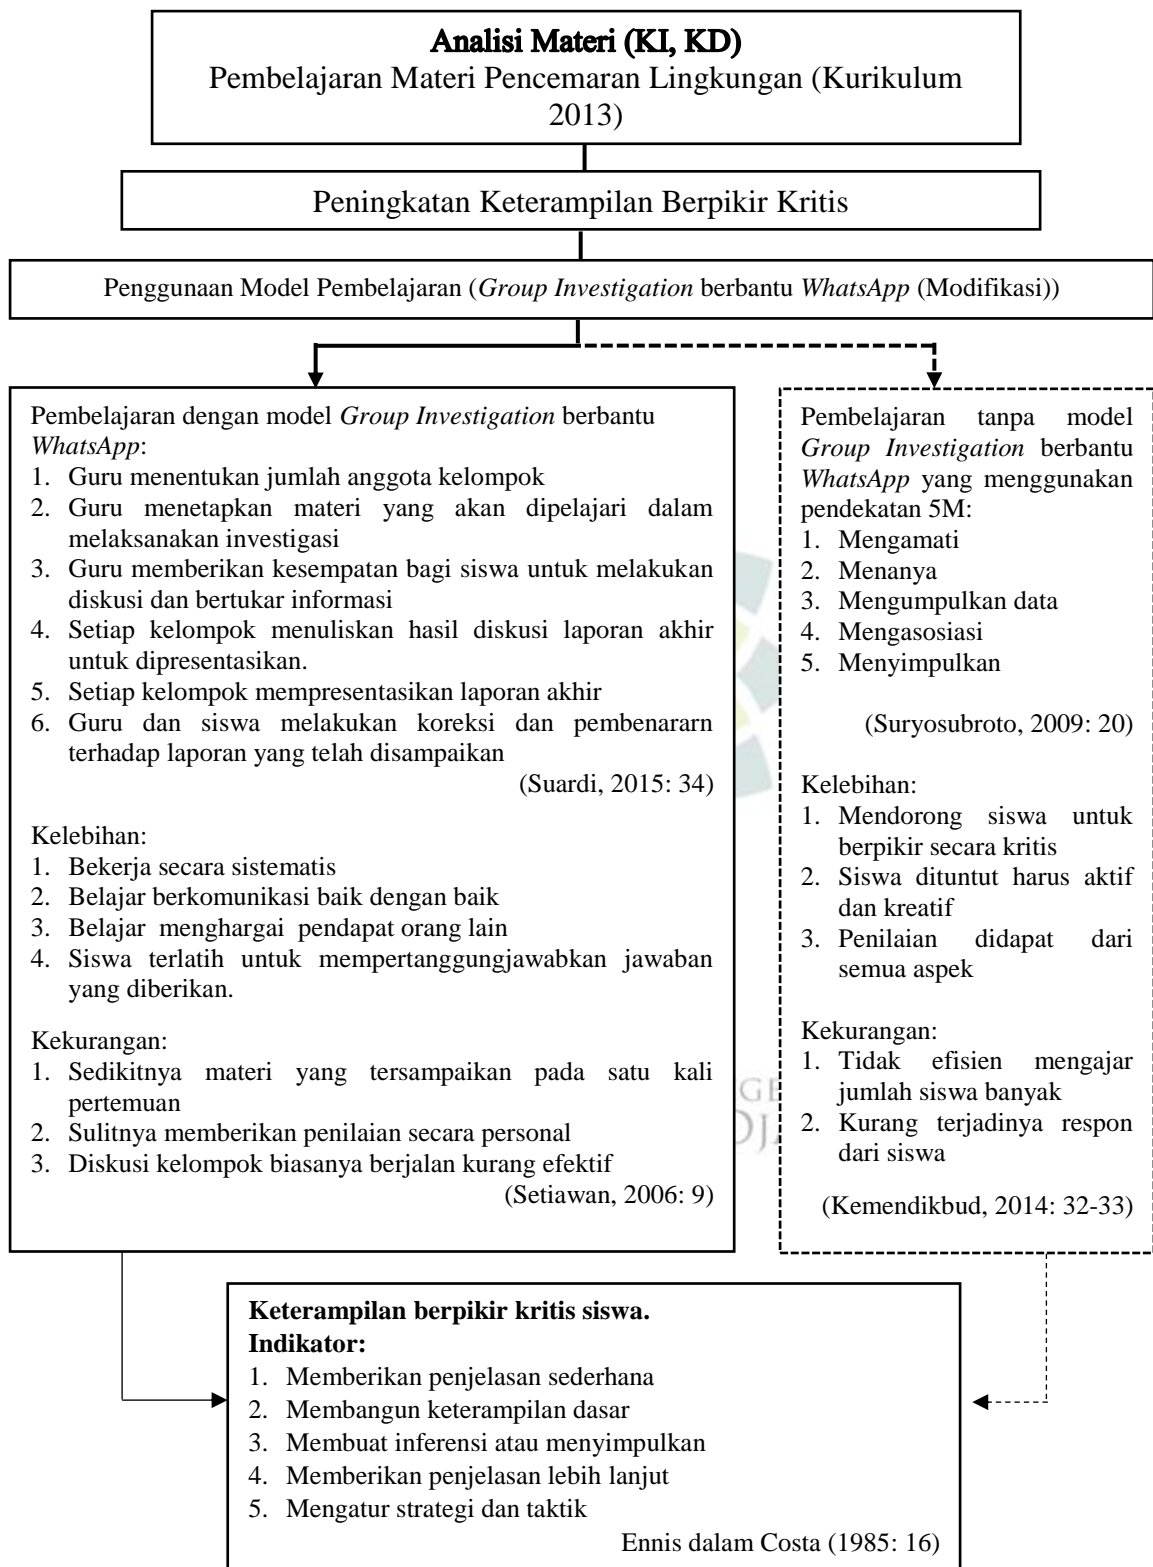 Analisi Materi (KI, KD)
Pembelajaran Materi Pencemaran Lingkungan (Kurikulum
2013)
Peningkatan Keterampilan Berpikir Kritis
Penggunaan Model Pembelajaran (Group Investigation berbantu WhatsApp (Modifikasi))
Pembelajaran dengan model Group Investigation berbantu
WhatsApp:
1. Guru menentukan jumlah anggota kelompok
2. Guru menetapkan materi yang akan dipelajari dalam
melaksanakan investigasi
3. Guru memberikan kesempatan bagi siswa untuk melakukan
diskusi dan bertukar informasi
4. Setiap kelompok menuliskan hasil diskusi laporan akhir
untuk dipresentasikan.
5. Setiap kelompok mempresentasikan laporan akhir
6. Guru dan siswa melakukan koreksi dan pembenararn
terhadap laporan yang telah disampaikan
(Suardi, 2015: 34)
Kelebihan:
1. Bekerja secara sistematis
2. Belajar berkomunikasi baik dengan baik
3. Belajar menghargai pendapat orang lain
4. Siswa terlatih untuk mempertanggungjawabkan jawaban
yang diberikan.
Kekurangan:
1. Sedikitnya materi yang tersampaikan pada satu kali
pertemuan
2. Sulitnya memberikan penilaian secara personal
3. Diskusi kelompok biasanya berjalan kurang efektif
(Setiawan, 2006: 9)
Pembelajaran tanpa model
Group Investigation berbantu
WhatsApp yang menggunakan
pendekatan 5M:
1. Mengamati
2. Menanya
3. Mengumpulkan data
4. Mengasosiasi
5. Menyimpulkan
(Suryosubroto, 2009: 20)
Kelebihan:
1. Mendorong siswa untuk
berpikir secara kritis
2. Siswa dituntut harus aktif
dan kreatif
3. Penilaian didapat dari
semua aspek
Kekurangan:
1. Tidak efisien mengajar
jumlah siswa banyak
2. Kurang terjadinya respon
dari siswa
(Kemendikbud, 2014: 32-33)
Keterampilan berpikir kritis siswa.
Indikator:
1. Memberikan penjelasan sederhana
2. Membangun keterampilan dasar
3. Membuat inferensi atau menyimpulkan
4. Memberikan penjelasan lebih lanjut
5. Mengatur strategi dan taktik
Ennis dalam Costa (1985: 16)